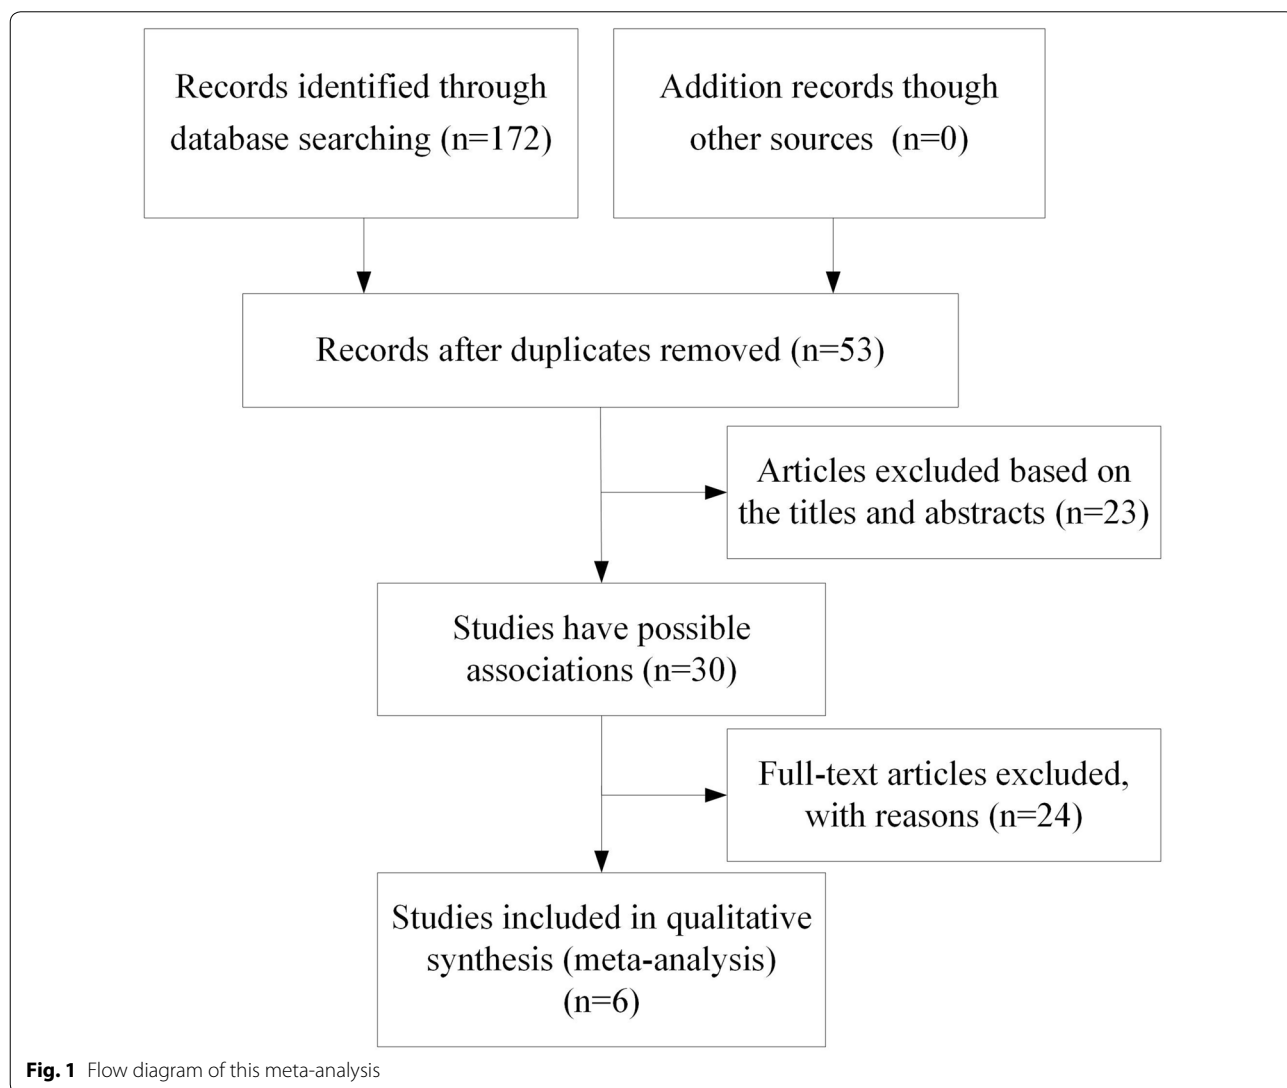 Records identified through
database searching (n=172)
Addition records though
other sources (n=0)
Records after duplicates removed (n=53)
Articles excluded based on
the titles and abstracts (n=23)
Studies have possible
associations (n=30)
Full-text articles excluded,
with reasons (n=24)
Studies included in qualitative
synthesis (meta-analysis)
(n=6)
Fig. 1 Flow diagram of this meta-analysis